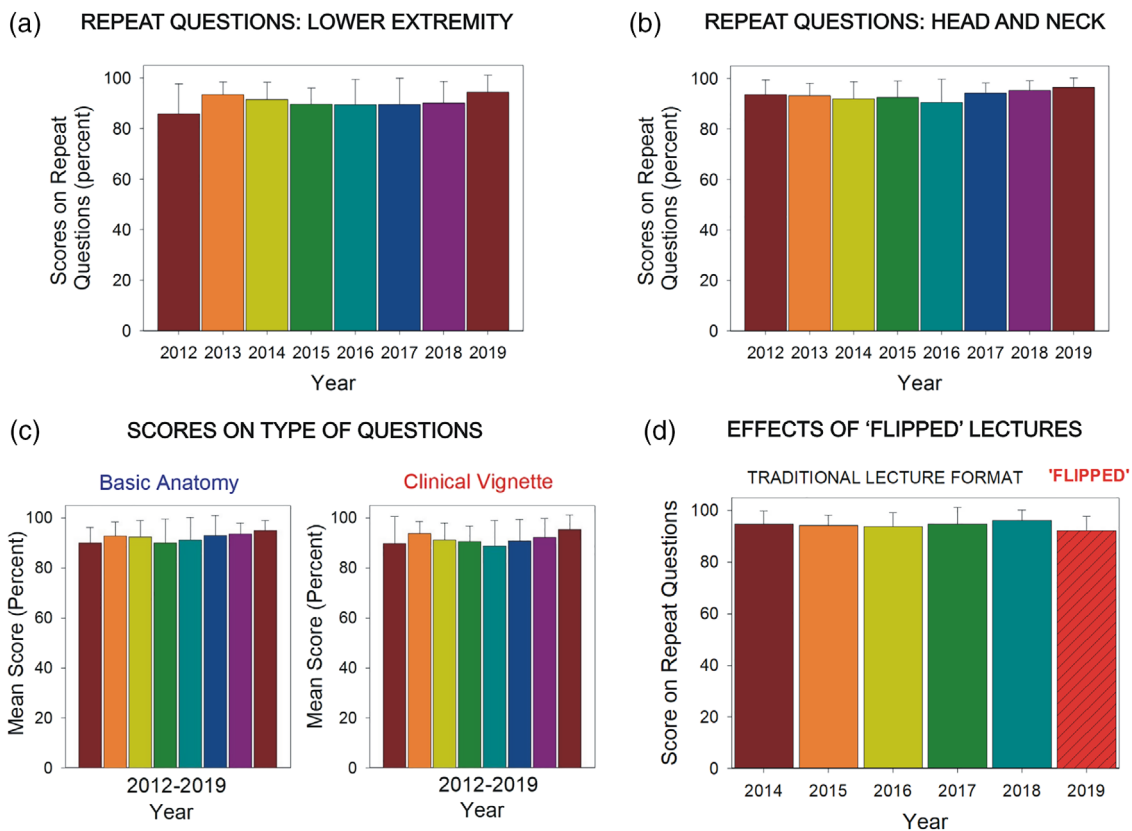 (a) REPEAT QUESTIONS: LOWER EXTREMITY
Scores on Repeat
Questions (percent)
100
80
60
40
20
0
2012 2013 2014 2015 2016 2017 2018 2019
Year
(b) REPEAT QUESTIONS: HEAD AND NECK
Scores on Repeat
Questions (percent)
100
80
60
40
20
0
2012 2013 2014 2015 2016 2017 2018 2019
Year
(c) SCORES ON TYPE OF QUESTIONS
Basic Anatomy
Mean Score (Percent)
100
80
60
40
20
0
2012-2019
Year
Clinical Vignette
Mean Score (Percent)
100
80
60
40
20
0
2012-2019
Year
(d) EFFECTS OF ‘FLIPPED’ LECTURES
TRADITIONAL LECTURE FORMAT 'FLIPPED'
Score on Repeat Questions
100
80
60
40
20
0
2014 2015 2016 2017 2018 2019
Year